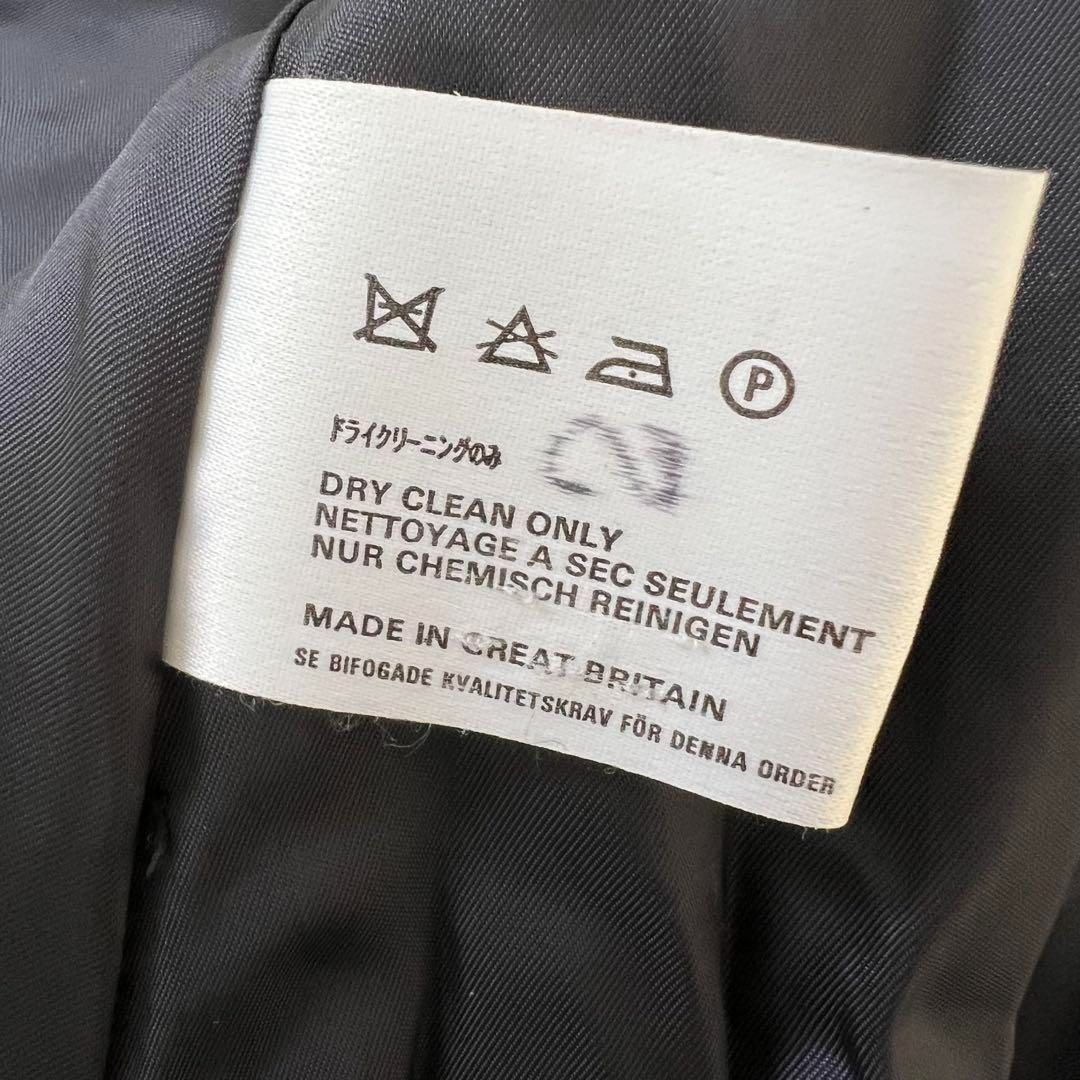 P
ドライクリーニングのみ
DRY CLEAN ONLY
NETTOYAGE A SEC SEULEMENT
NUR CHEMISCH REINIGEN
MADE IN GREAT BRITAIN
SE BIFOGADE KVALITETSKRAV FÖR DENNA ORDER